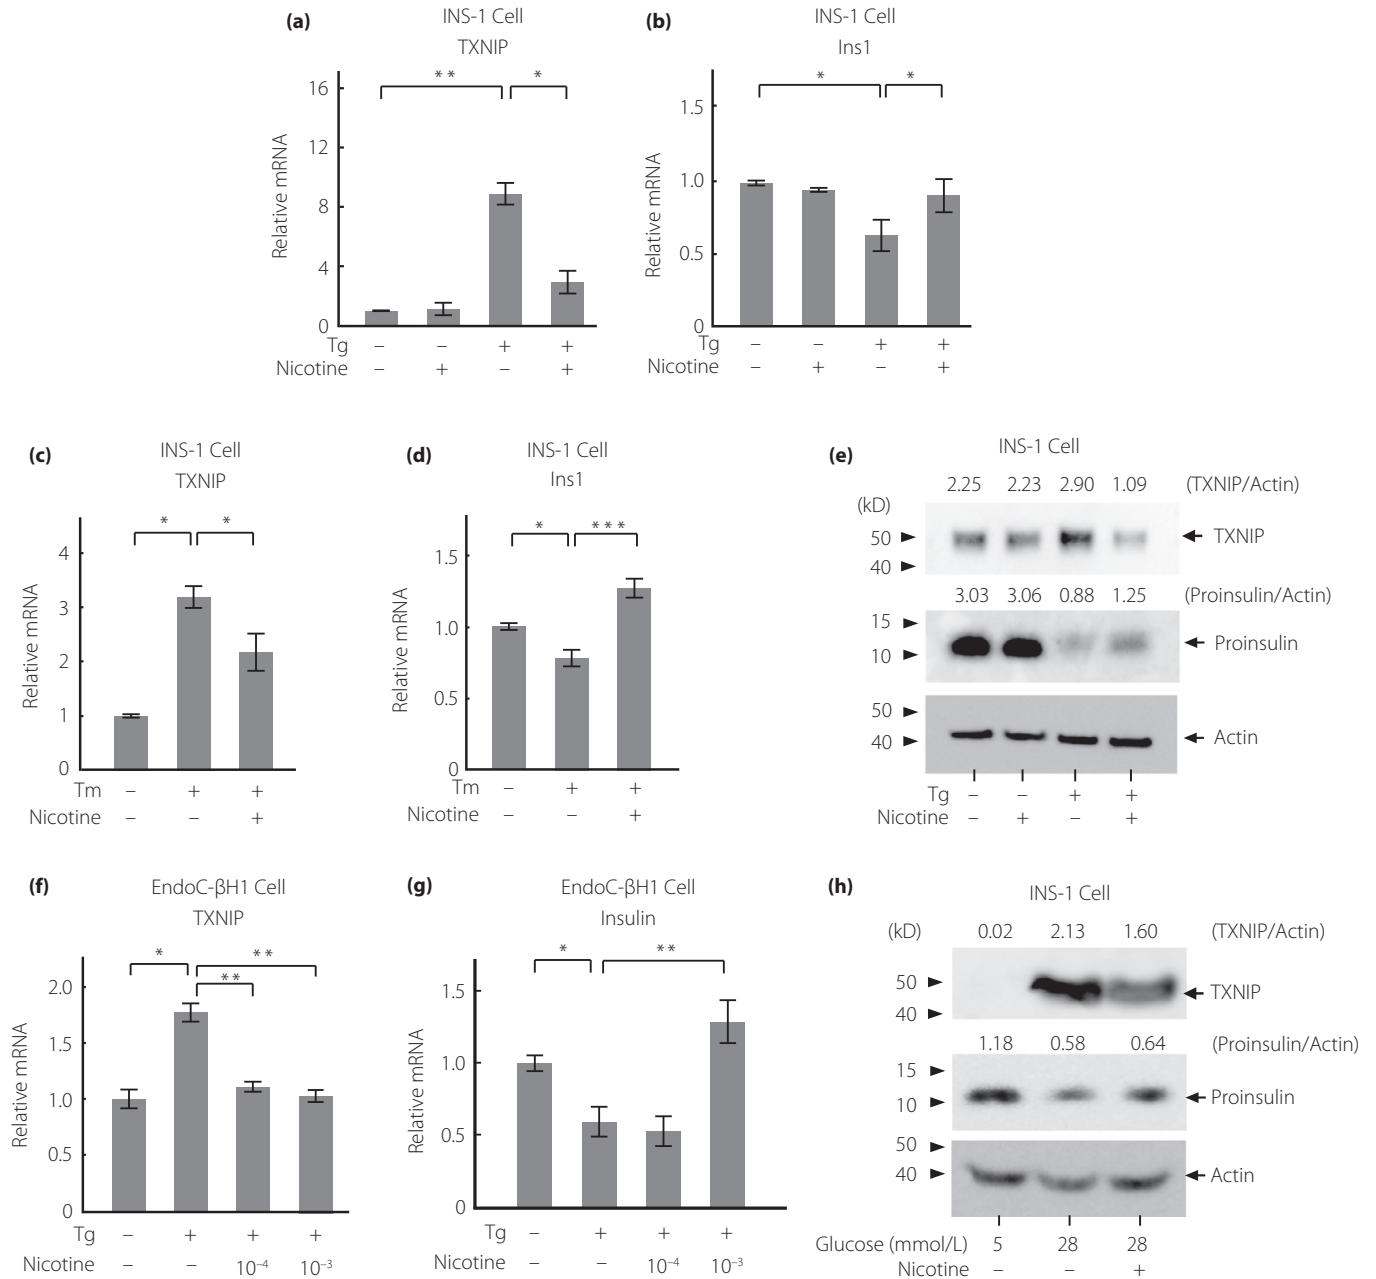 (a)
INS-1 Cell
TXNIP
Relative mRNA
16
12
8
4
0
** *
Tg – – + +
Nicotine – + – +
(b)
INS-1 Cell
Ins1
Relative mRNA
1.5
1.0
0.5
0
* *
Tg – – + +
Nicotine – + – +
(c)
INS-1 Cell
TXNIP
Relative mRNA
4
3
2
1
0
* *
Tm – + +
Nicotine – – +
(d)
INS-1 Cell
Ins1
Relative mRNA
1.5
1.0
0.5
0
* ***
Tm – + +
Nicotine – – +
(e)
INS-1 Cell
2.25 2.23 2.90 1.09 (TXNIP/Actin)
(kD)
50 TXNIP
40
3.03 3.06 0.88 1.25 (Proinsulin/Actin)
15
10 Proinsulin
50
40 Actin
Tg – – + +
Nicotine – + – +
(f)
EndoC-βH1 Cell
TXNIP
Relative mRNA
2.0
1.5
1.0
0.5
0
* **
**
Tg – + + +
Nicotine – – 10⁻⁴ 10⁻³
(g)
EndoC-βH1 Cell
Insulin
Relative mRNA
1.5
1.0
0.5
0
* **
Tg – + + +
Nicotine – – 10⁻⁴ 10⁻³
(h)
INS-1 Cell
(kD) 0.02 2.13 1.60 (TXNIP/Actin)
50 TXNIP
40
1.18 0.58 0.64 (Proinsulin/Actin)
15
10 Proinsulin
50
40 Actin
Glucose (mmol/L) 5 28 28
Nicotine – – +